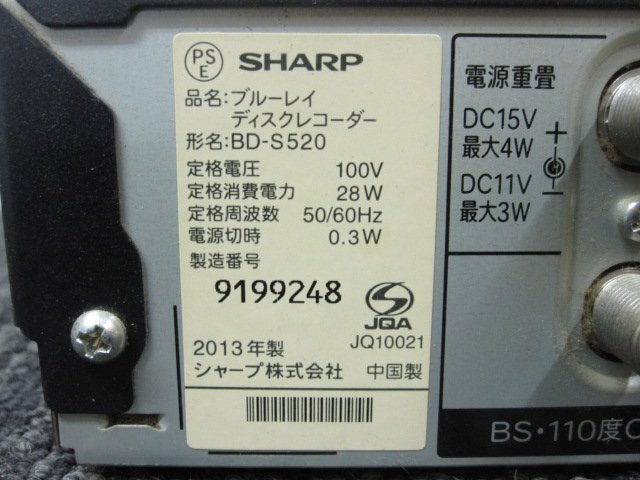 PS
E
SHARP
品名:ブルーレイ
ディスクレコーダー
形名:BD-S520
定格電圧 100V
定格消費電力 28W
定格周波数 50/60Hz
電源切時 0.3W
製造番号
9199248
JQA
JQ10021
2013年製
シャープ株式会社 中国製
電源重畳
DC15V
最大4W
DC11V
最大3W
+
-
BS・110度C